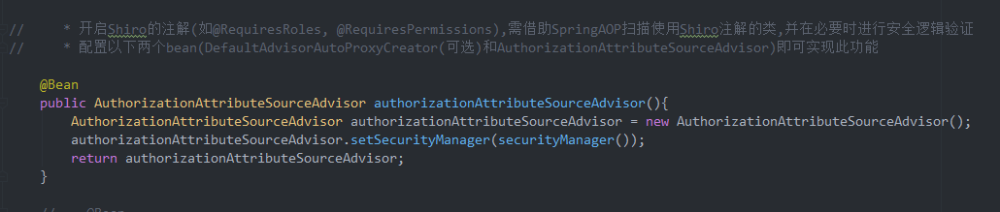 //     * 开启Shiro的注解(如@RequiresRoles, @RequiresPermissions),需借助SpringAOP扫描使用Shiro注解的类,并在必要时进行安全逻辑验证
//     * 配置以下两个bean(DefaultAdvisorAutoProxyCreator(可选)和AuthorizationAttributeSourceAdvisor)即可实现此功能
@Bean
public AuthorizationAttributeSourceAdvisor authorizationAttributeSourceAdvisor(){
AuthorizationAttributeSourceAdvisor authorizationAttributeSourceAdvisor = new AuthorizationAttributeSourceAdvisor();
authorizationAttributeSourceAdvisor.setSecurityManager(securityManager());
return authorizationAttributeSourceAdvisor;
}
//    @Bean